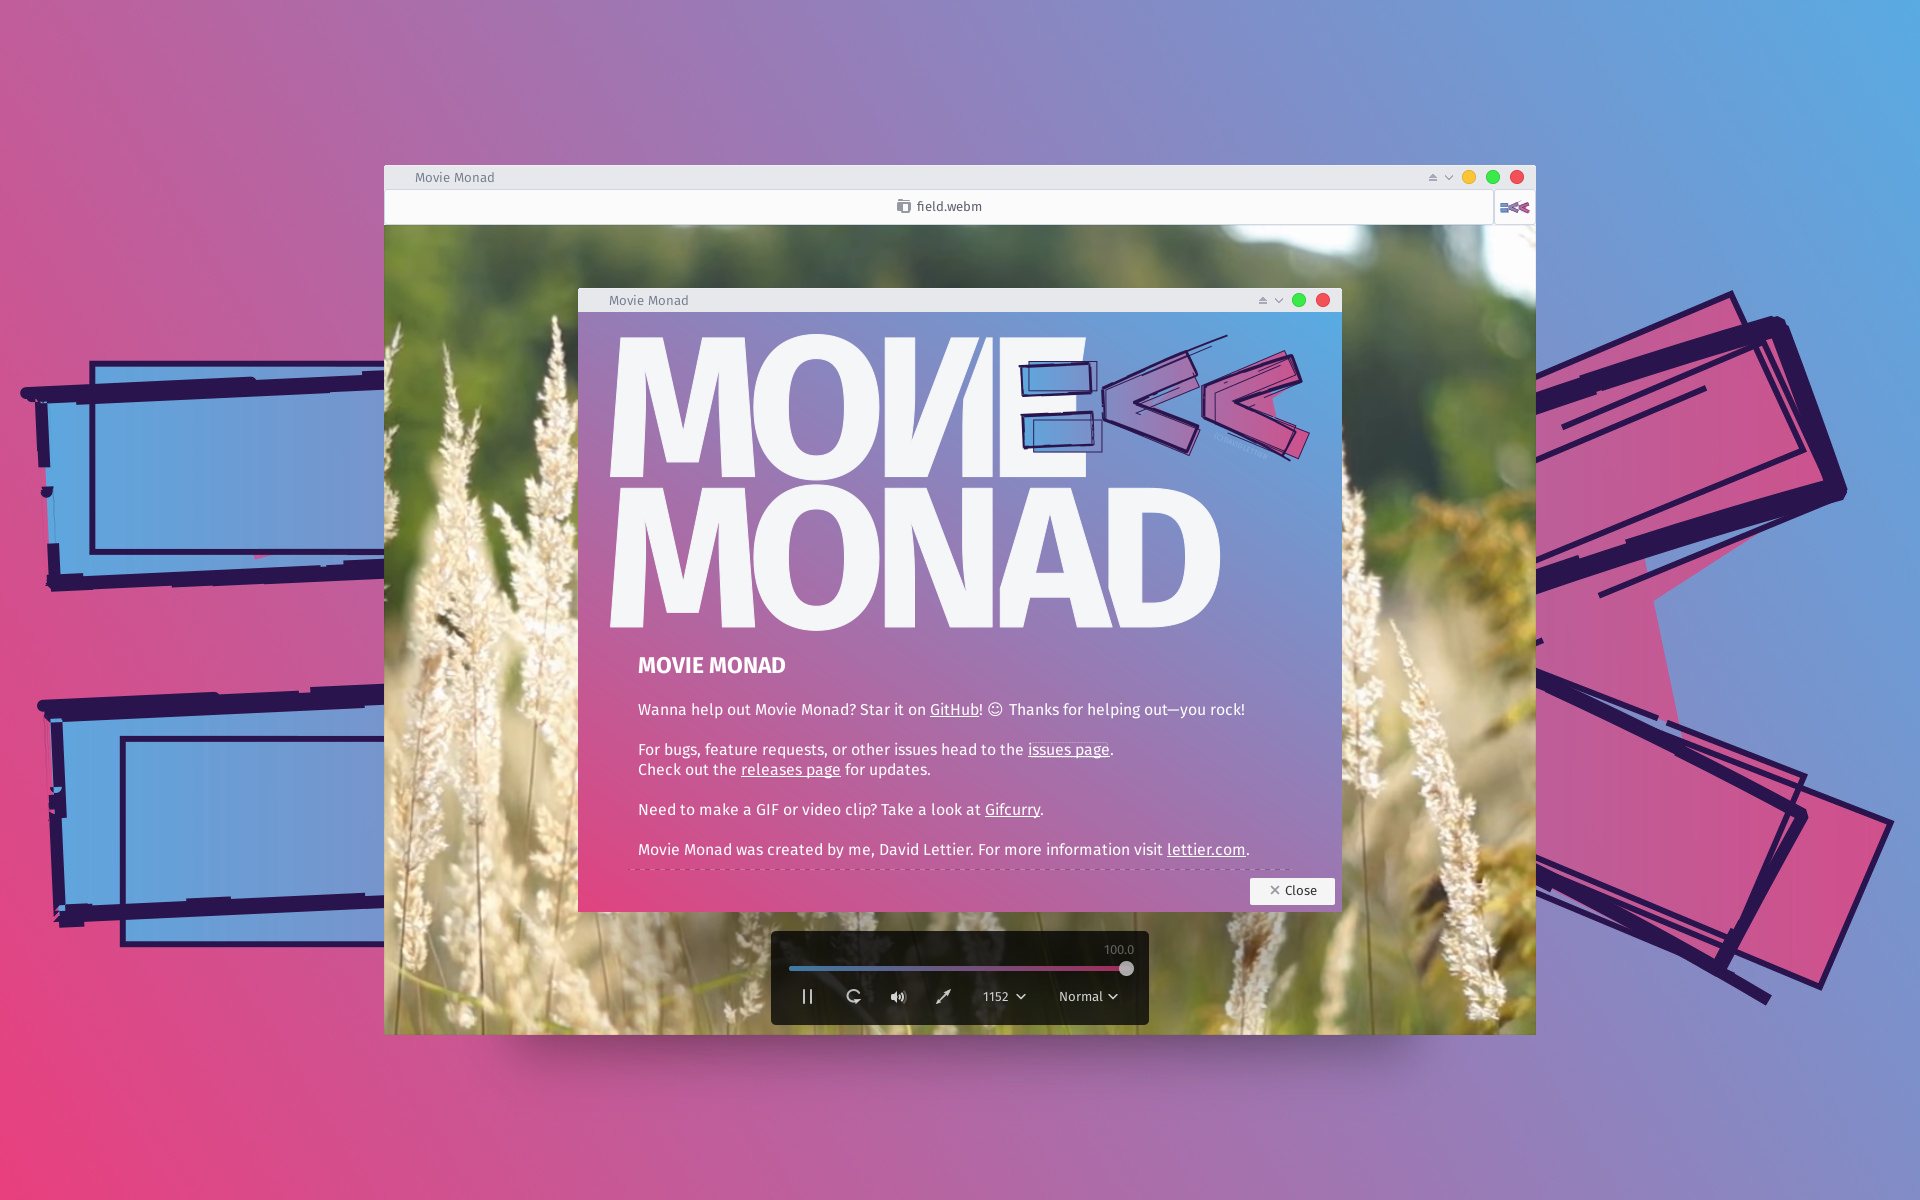 Movie Monad
field.webm
Movie Monad
MOVIE
MONAD
MOVIE MONAD
Wanna help out Movie Monad? Star it on GitHub! ☺ Thanks for helping out—you rock!
For bugs, feature requests, or other issues head to the issues page.
Check out the releases page for updates.
Need to make a GIF or video clip? Take a look at Gifcurry.
Movie Monad was created by me, David Lettier. For more information visit lettier.com.
Close
100.0
1152
Normal